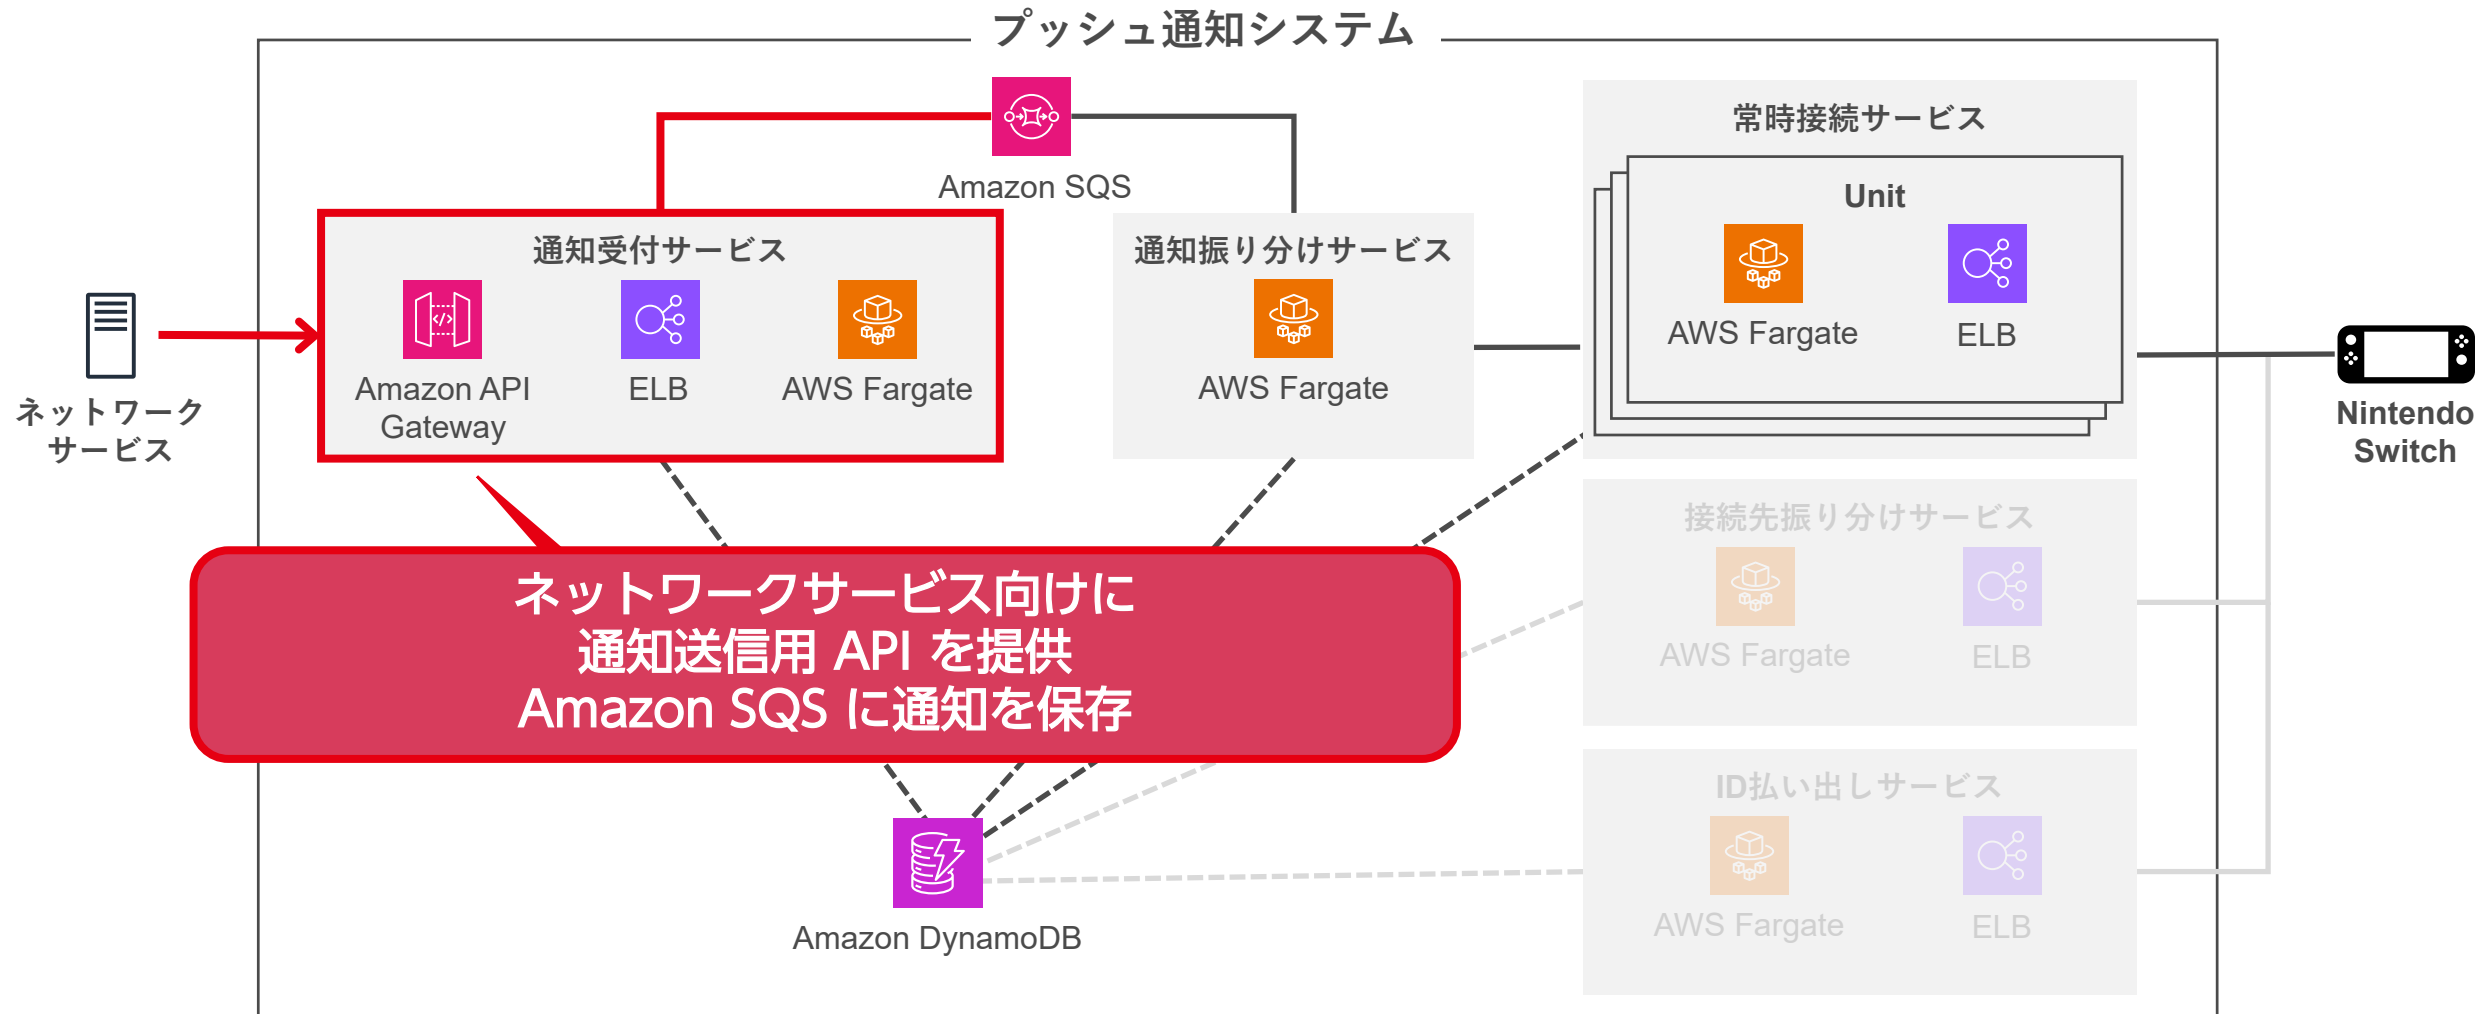 プッシュ通知システム
Amazon SQS
常時接続サービス
Unit
AWS Fargate
ELB
通知受付サービス
Amazon API
Gateway
ELB
AWS Fargate
通知振り分けサービス
AWS Fargate
ネットワーク
サービス
Nintendo
Switch
接続先振り分けサービス
AWS Fargate
ELB
ネットワークサービス向けに
通知送信用 API を提供
Amazon SQS に通知を保存
ID払い出しサービス
AWS Fargate
ELB
Amazon DynamoDB